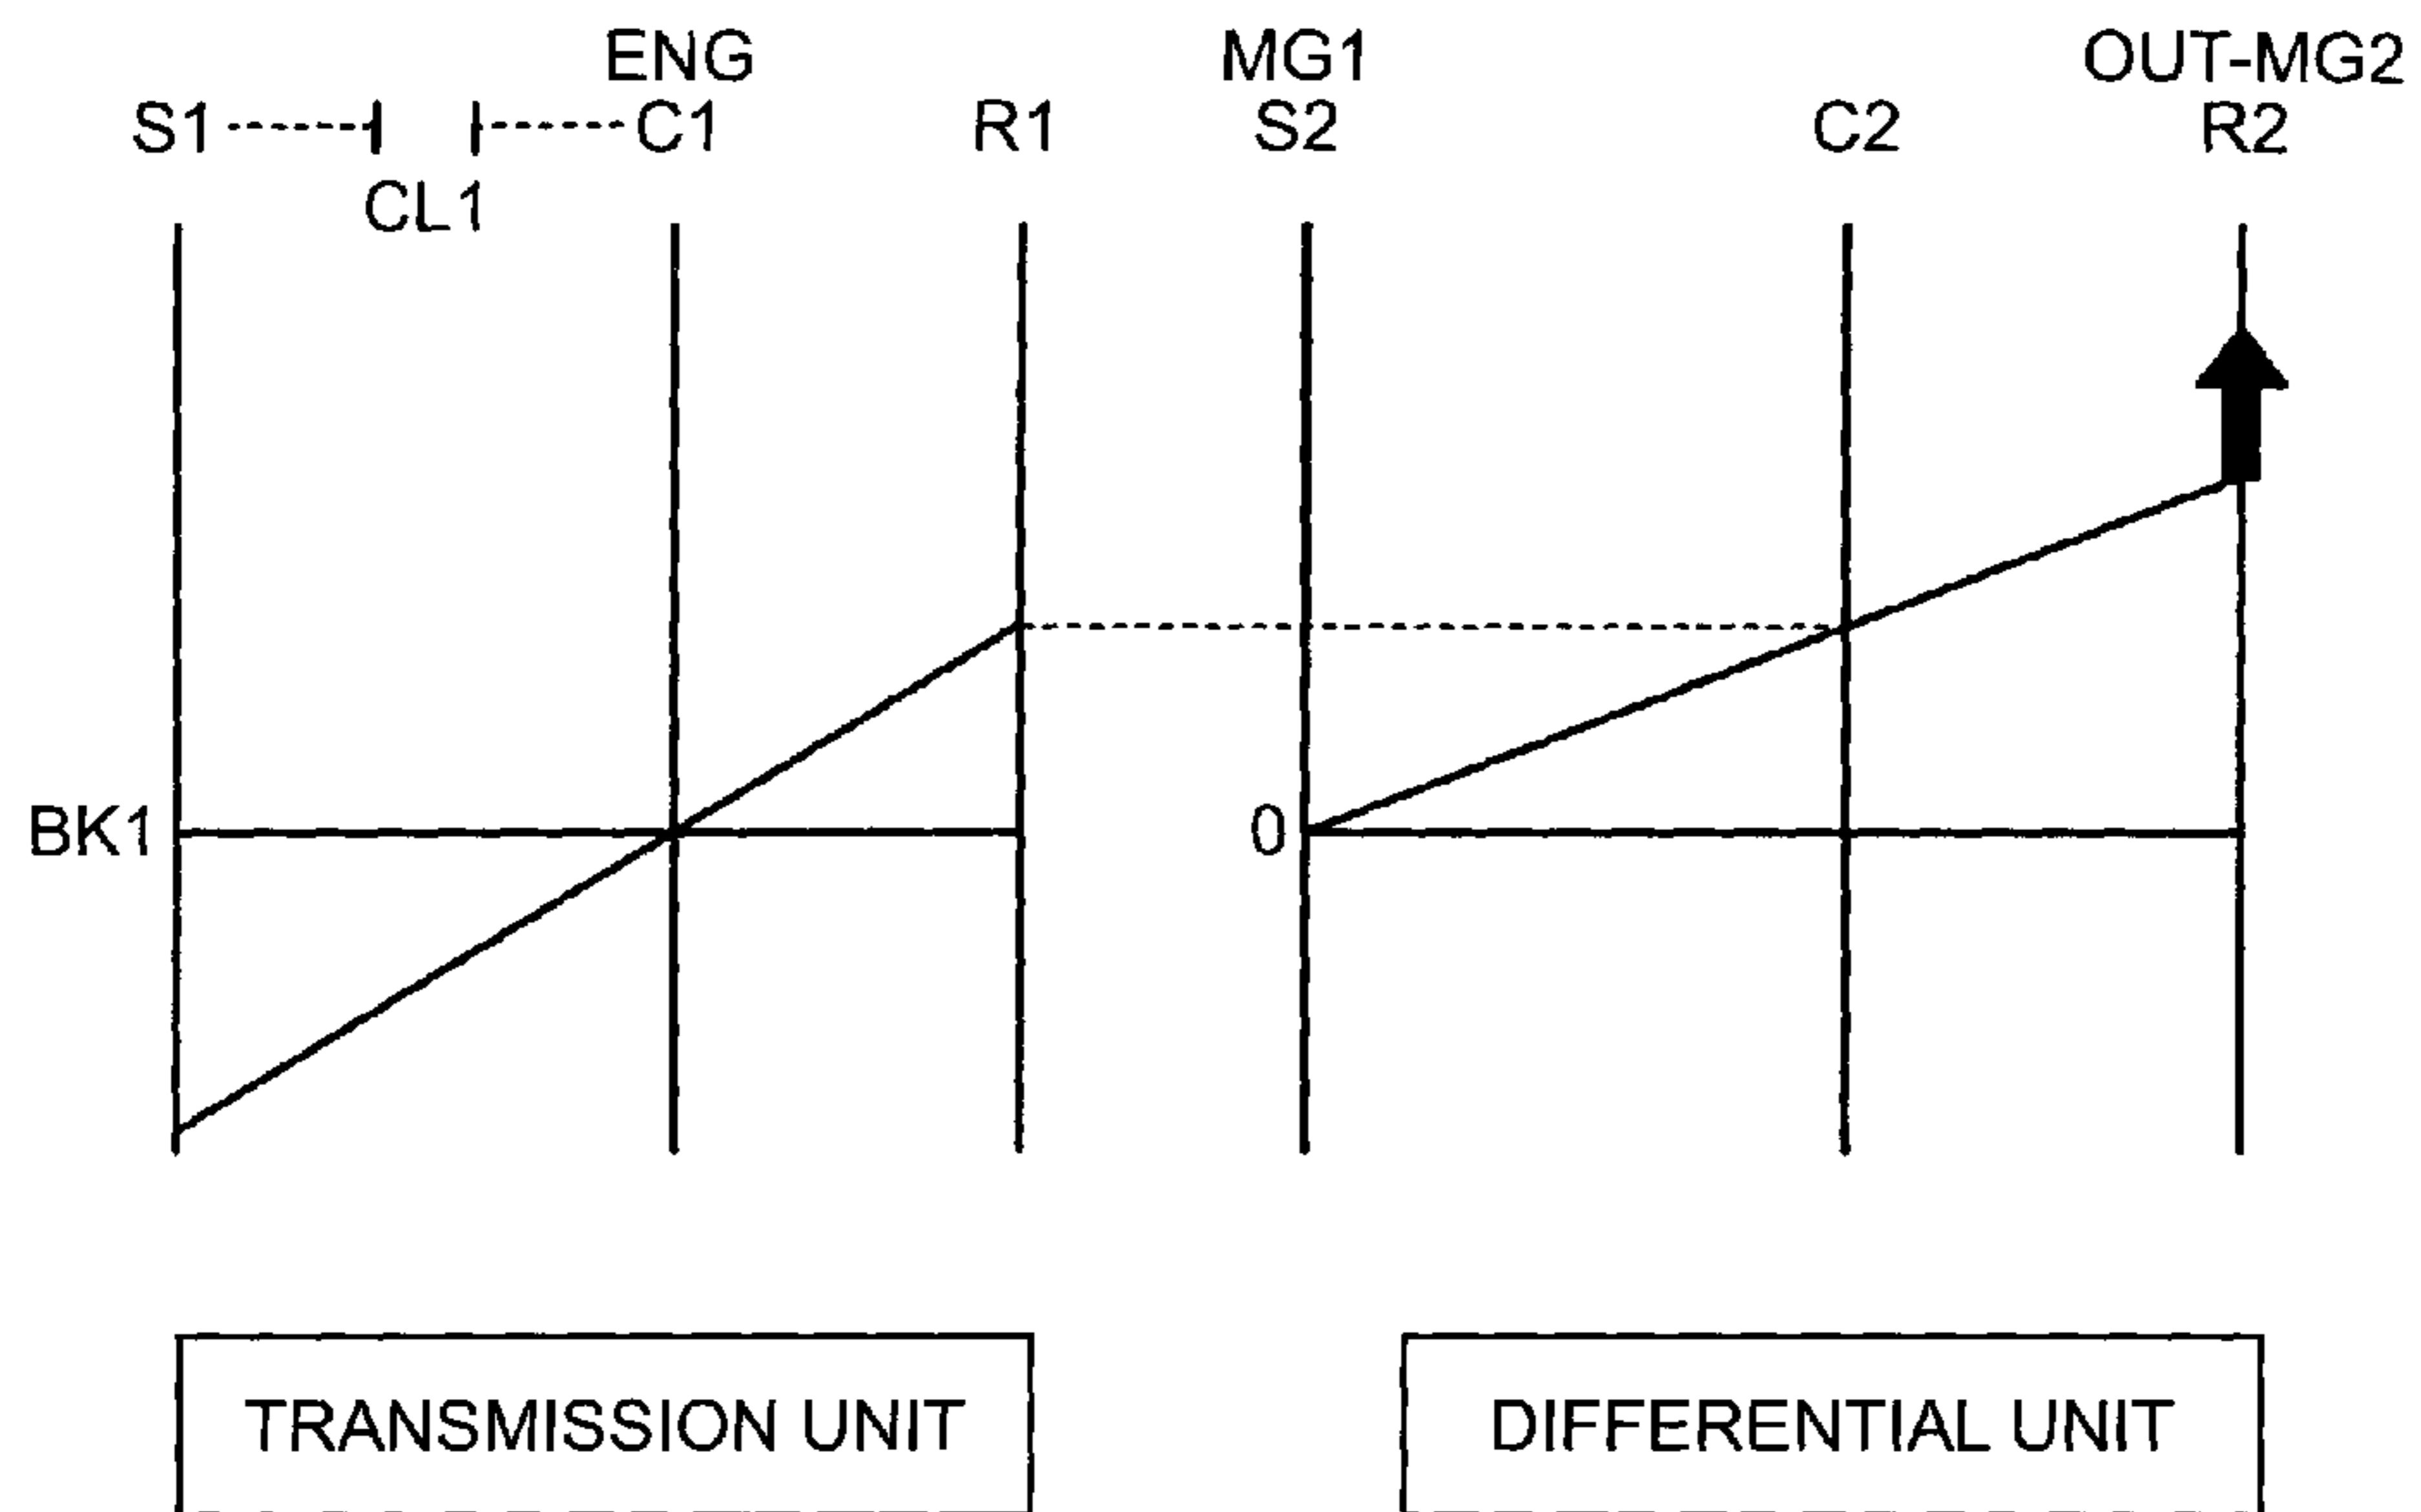 ENG MG1 OUT-MG2
S1 C1 R1 S2 C2 R2
CL1
BK1 0
TRANSMISSION UNIT DIFFERENTIAL UNIT